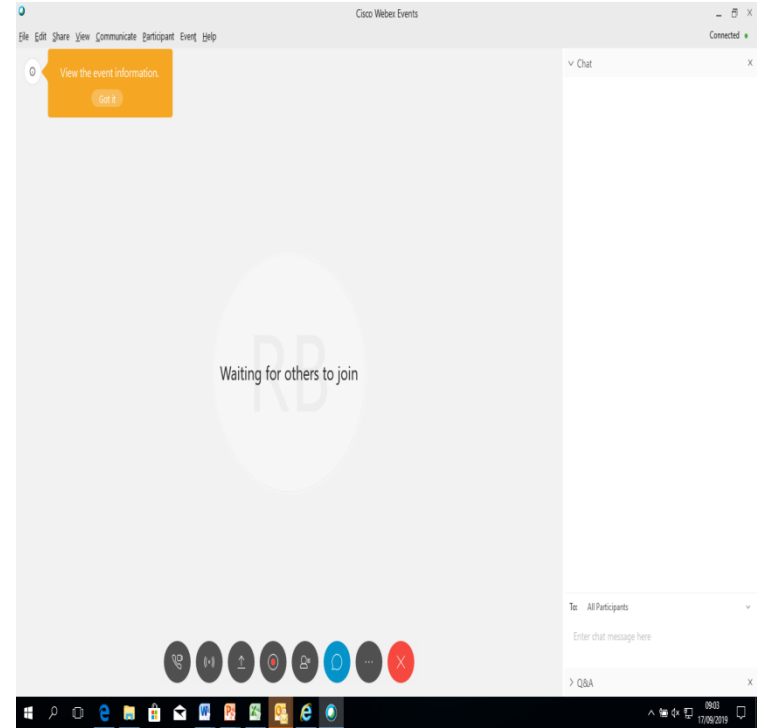 Cisco Webex Events
File Edit Share View Communicate Participant Event Help
Connected
View the event information.
Got it
Chat
RB
Waiting for others to join
To: All Participants
Enter chat message here
Q&A
09:03
17/09/2019